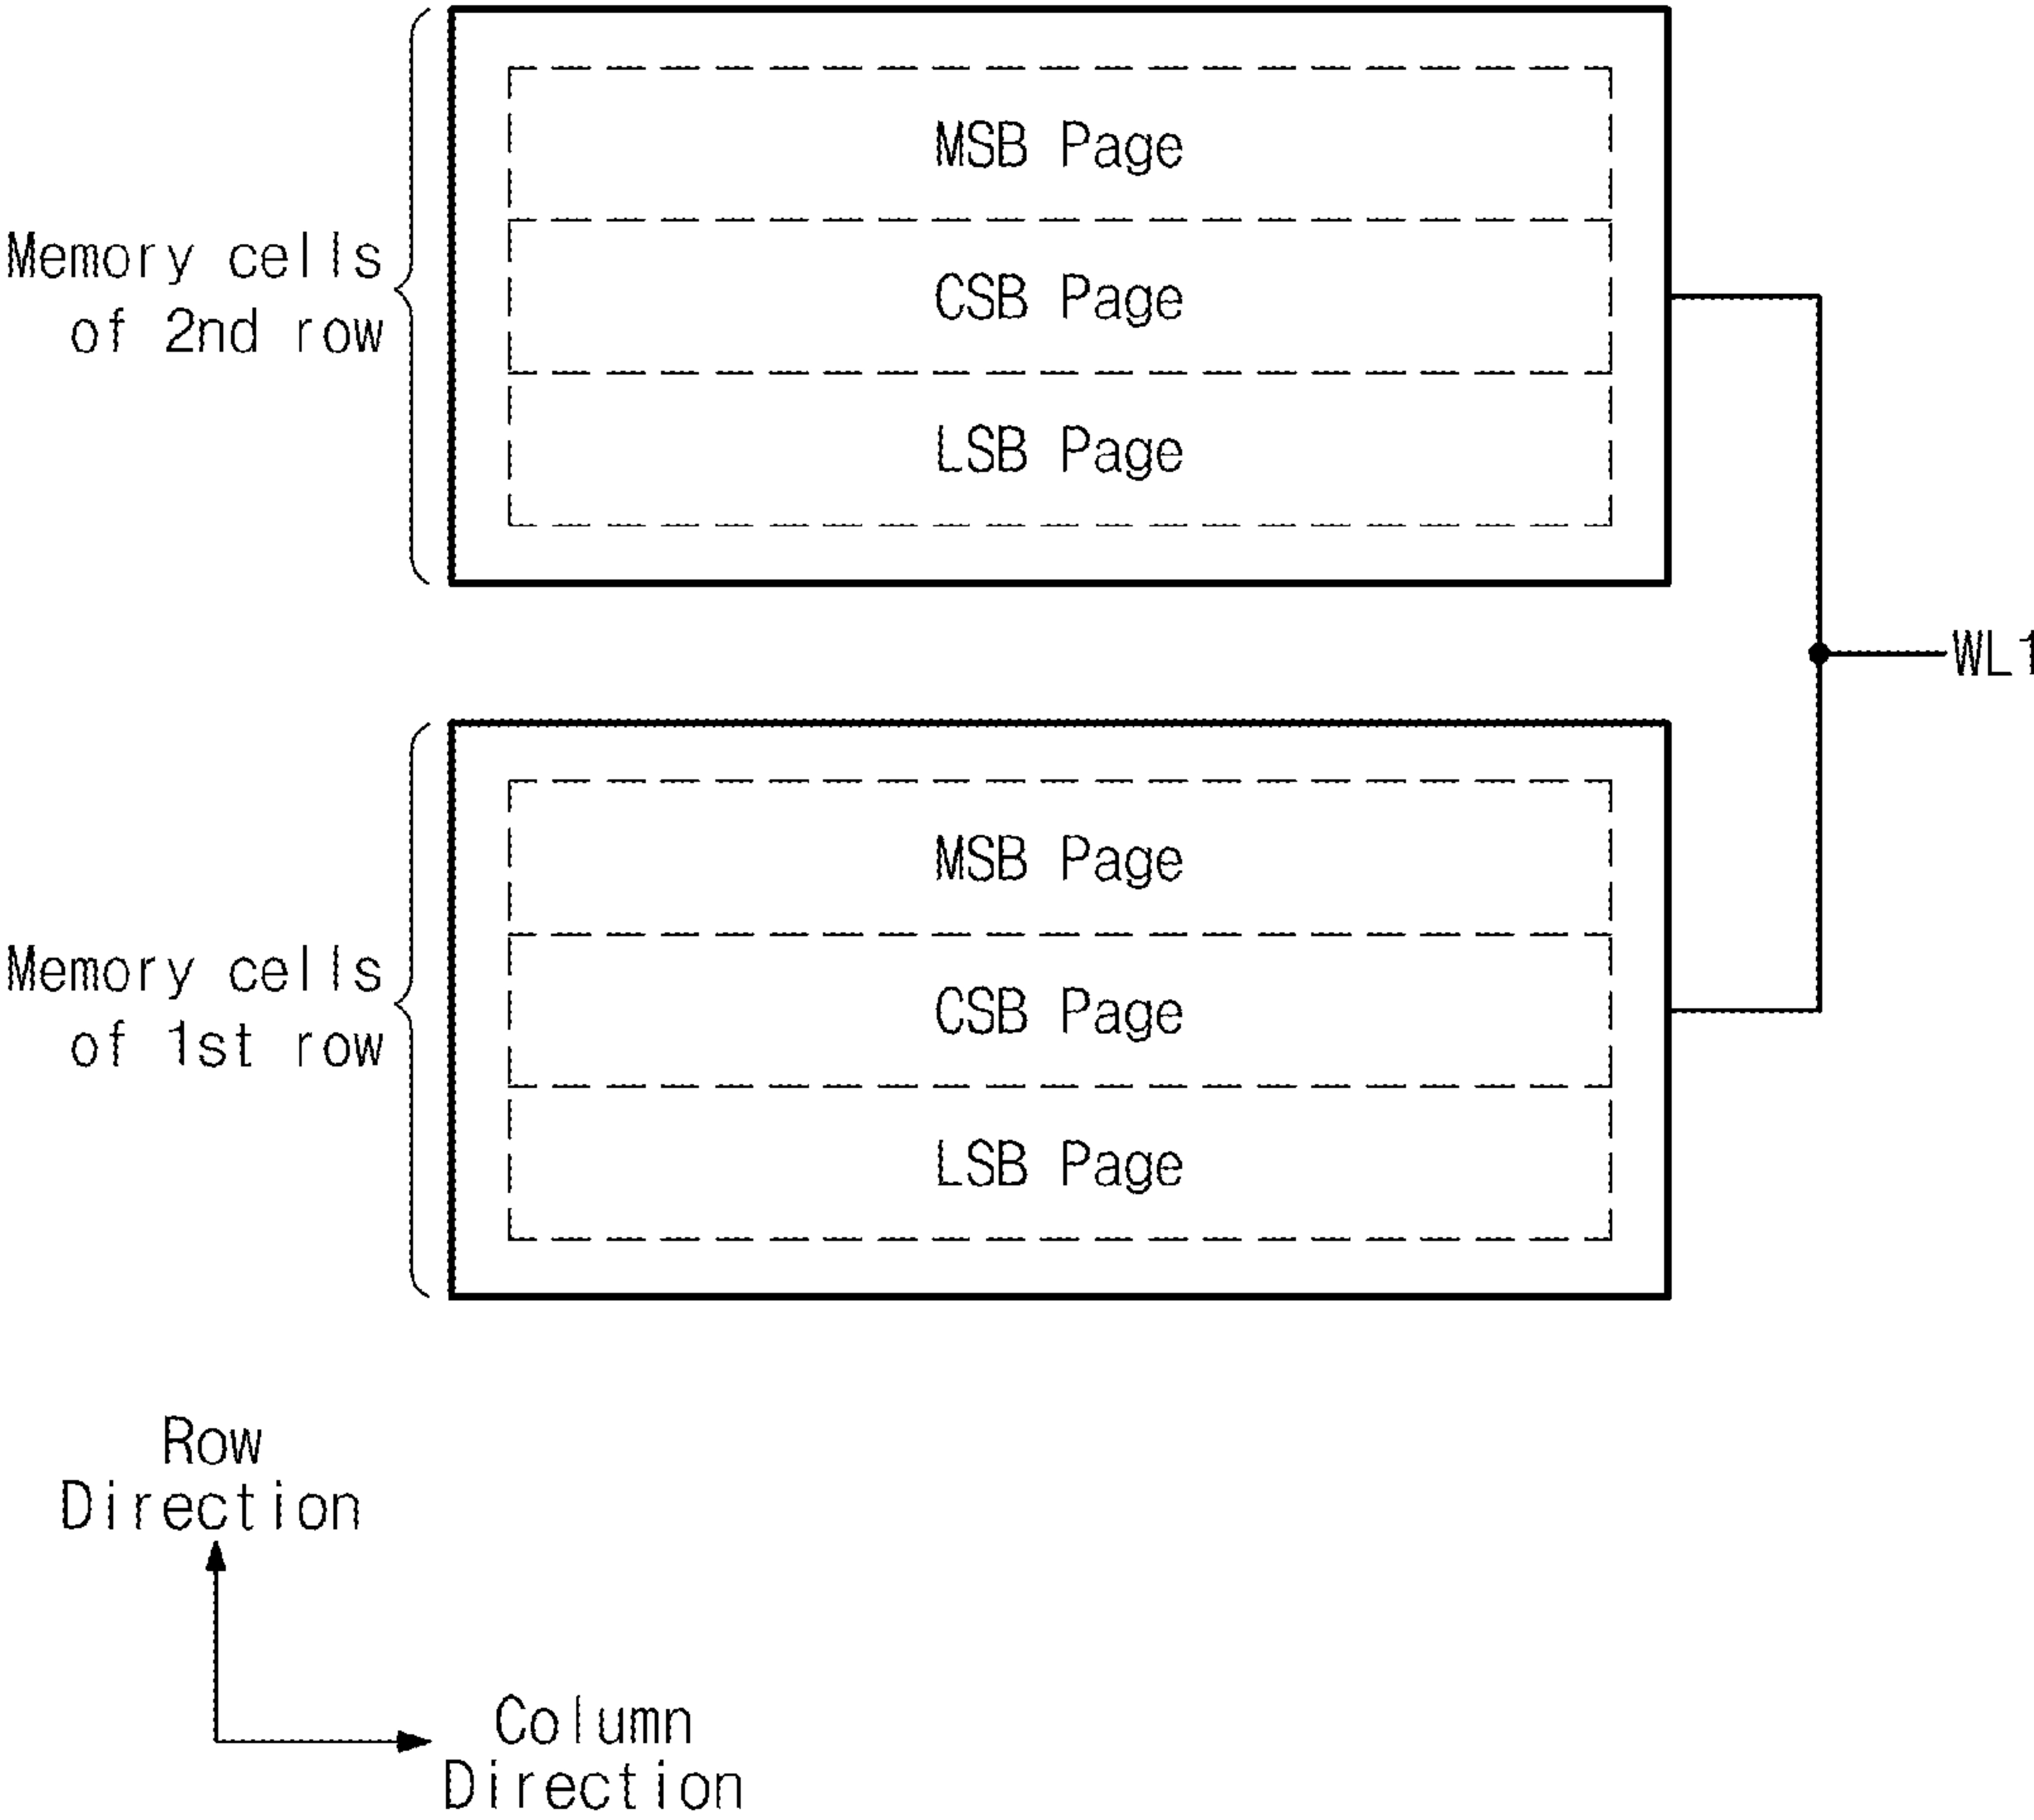 MSB Page
Memory cells
of 2nd row
CSB Page
LSB Page
WL1
MSB Page
Memory cells
of 1st row
CSB Page
LSB Page
Row
Direction
Column
Direction